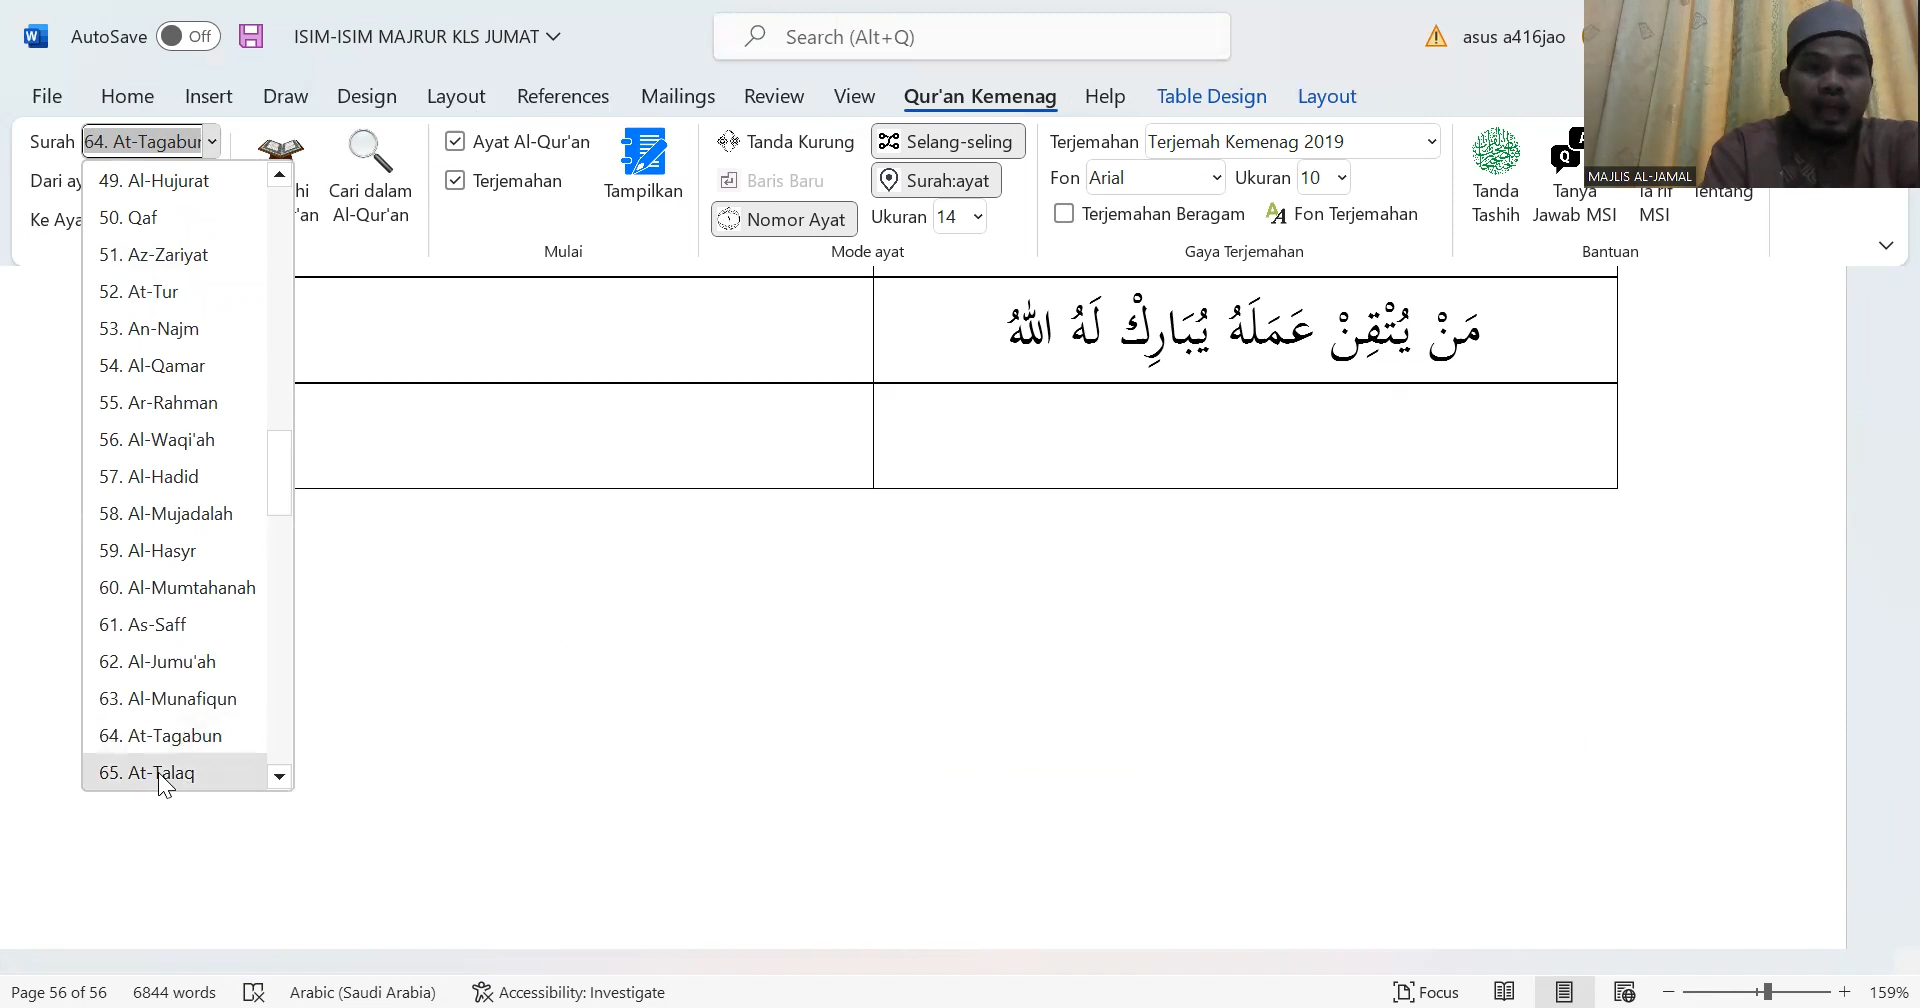 AutoSave Off ISIM-ISIM MAJRUR KLS JUMAT Search (Alt+Q) asus a416jao
File Home Insert Draw Design Layout References Mailings Review View Qur'an Kemenag Help Table Design Layout
Surah 64. At-Tagabun
Dari ay
Ke Aya
Cari dalam
Al-Qur'an
Ayat Al-Qur'an
Terjemahan
Tampilkan
Mulai
Tanda Kurung Selang-seling
Baris Baru Surah:ayat
Nomor Ayat Ukuran 14
Mode ayat
Terjemahan Terjemah Kemenag 2019
Fon Arial Ukuran 10
Terjemahan Beragam Fon Terjemahan
Gaya Terjemahan
Tanda
Tashih
Tanya
Jawab MSI
Ta'rif
MSI
Tentang
Bantuan
MAJLIS AL-JAMAL
49. Al-Hujurat
50. Qaf
51. Az-Zariyat
52. At-Tur
53. An-Najm
54. Al-Qamar
55. Ar-Rahman
56. Al-Waqi'ah
57. Al-Hadid
58. Al-Mujadalah
59. Al-Hasyr
60. Al-Mumtahanah
61. As-Saff
62. Al-Jumu'ah
63. Al-Munafiqun
64. At-Tagabun
65. At-Talaq
مَنْ يُتْقِنْ عَمَلَهُ يُبَارِكْ لَهُ اللهُ
Page 56 of 56 6844 words Arabic (Saudi Arabia) Accessibility: Investigate Focus 159%